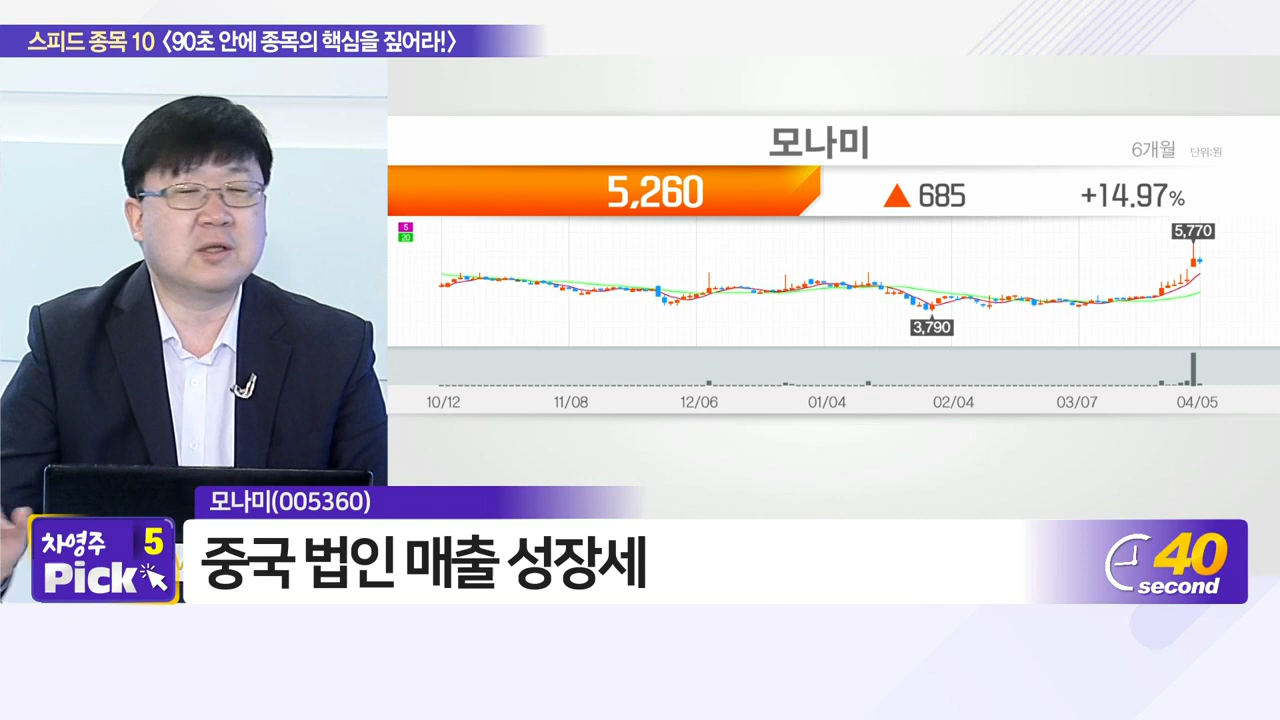 스피드 종목 10 <90초 안에 종목의 핵심을 짚어라!>
모나미
6개월 단위:원
5,260 ▲ 685 +14.97%
5
20
5,770
3,790
10/12 11/08 12/06 01/04 02/04 03/07 04/05
모나미(005360)
차영주 5
Pick
중국 법인 매출 성장세
40
second